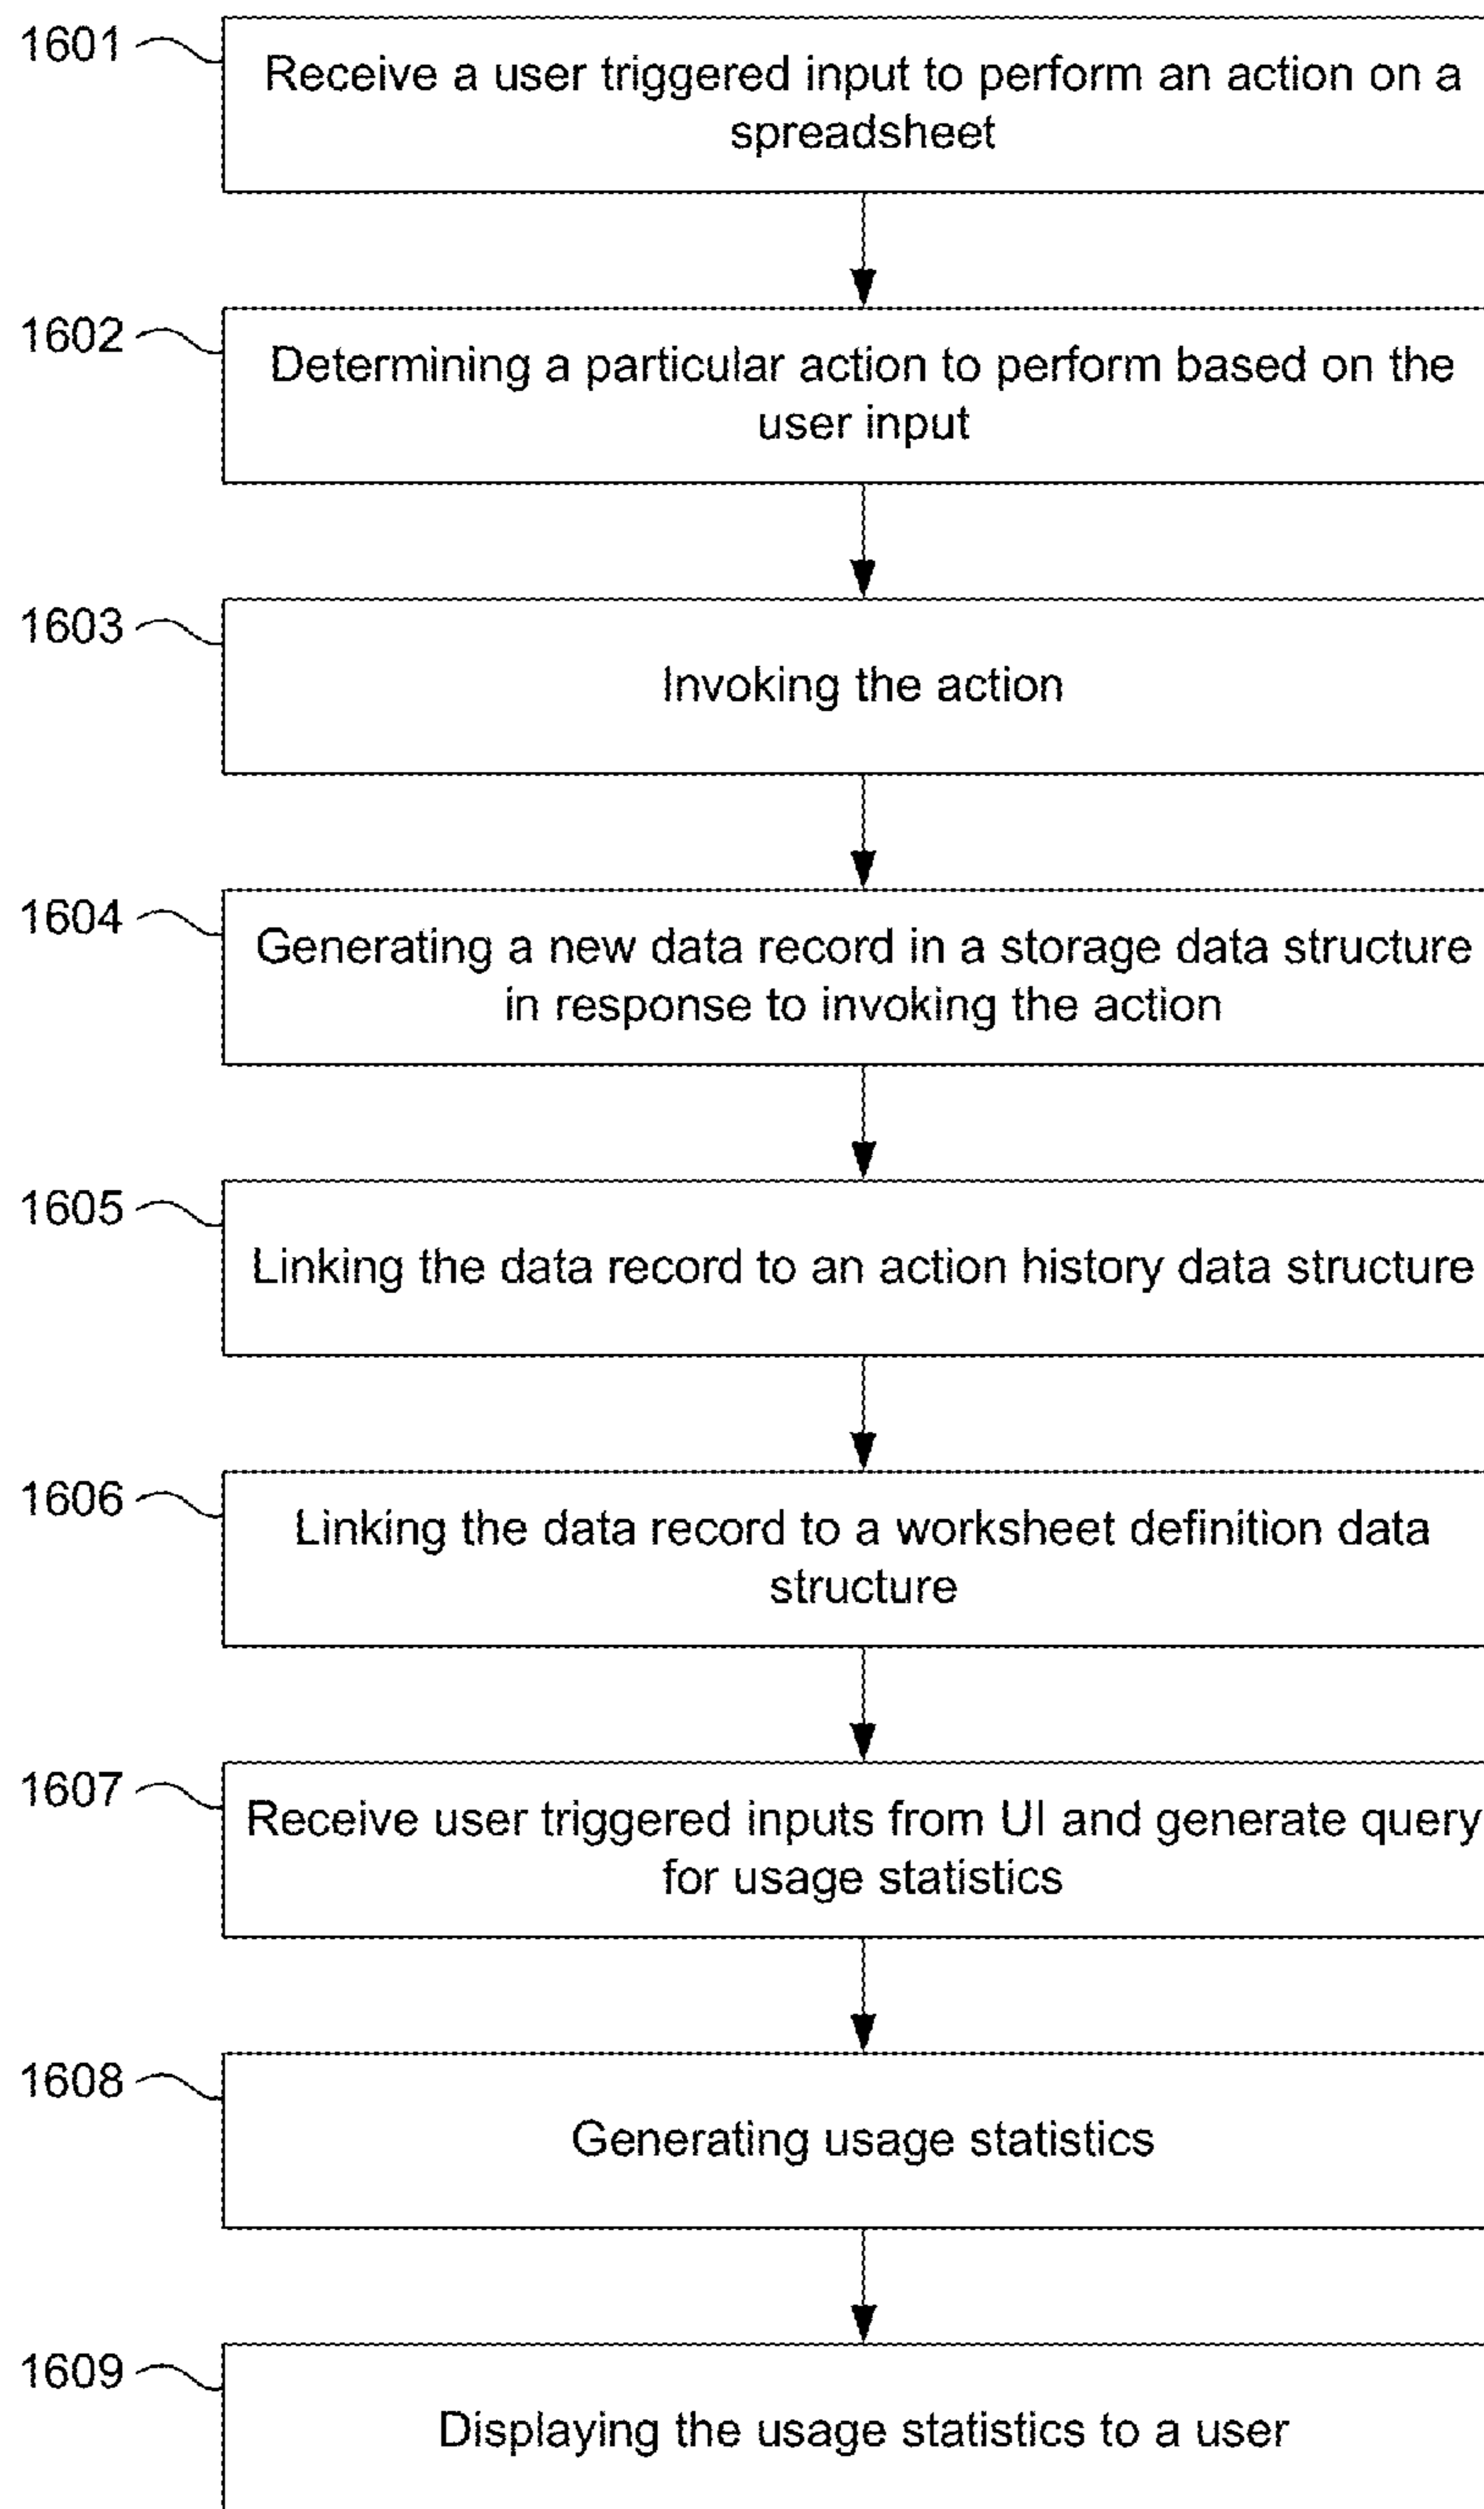 1601
Receive a user triggered input to perform an action on a
spreadsheet
1602
Determining a particular action to perform based on the
user input
1603
Invoking the action
1604
Generating a new data record in a storage data structure
in response to invoking the action
1605
Linking the data record to an action history data structure
1606
Linking the data record to a worksheet definition data
structure
1607
Receive user triggered inputs from UI and generate query
for usage statistics
1608
Generating usage statistics
1609
Displaying the usage statistics to a user